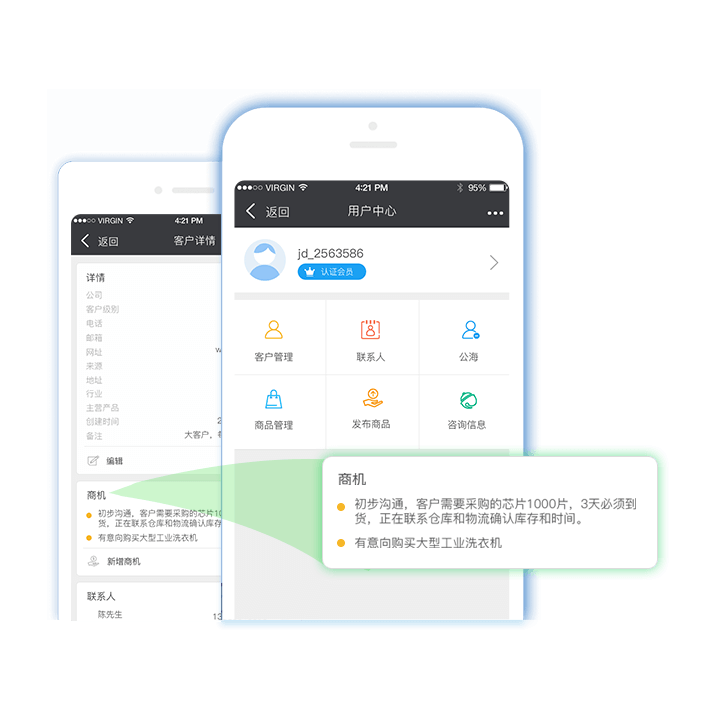 VIRGIN
4:21 PM
返回
客户详情
详情
公司
客户级别
电话
邮箱
网址
w
来源
地址
行业
主营产品
创建时间
2
备注
大客户,
编辑
商机
初步沟通，客户需要采购的芯片10
货，正在联系仓库和物流确认库存
有意向购买大型工业洗衣机
新增商机
联系人
陈先生
13
VIRGIN
4:21 PM
95%
返回
用户中心
jd_2563586
认证会员
客户管理
联系人
公海
商品管理
发布商品
咨询信息
商机
初步沟通，客户需要采购的芯片1000片，3天必须到
货，正在联系仓库和物流确认库存和时间。
有意向购买大型工业洗衣机